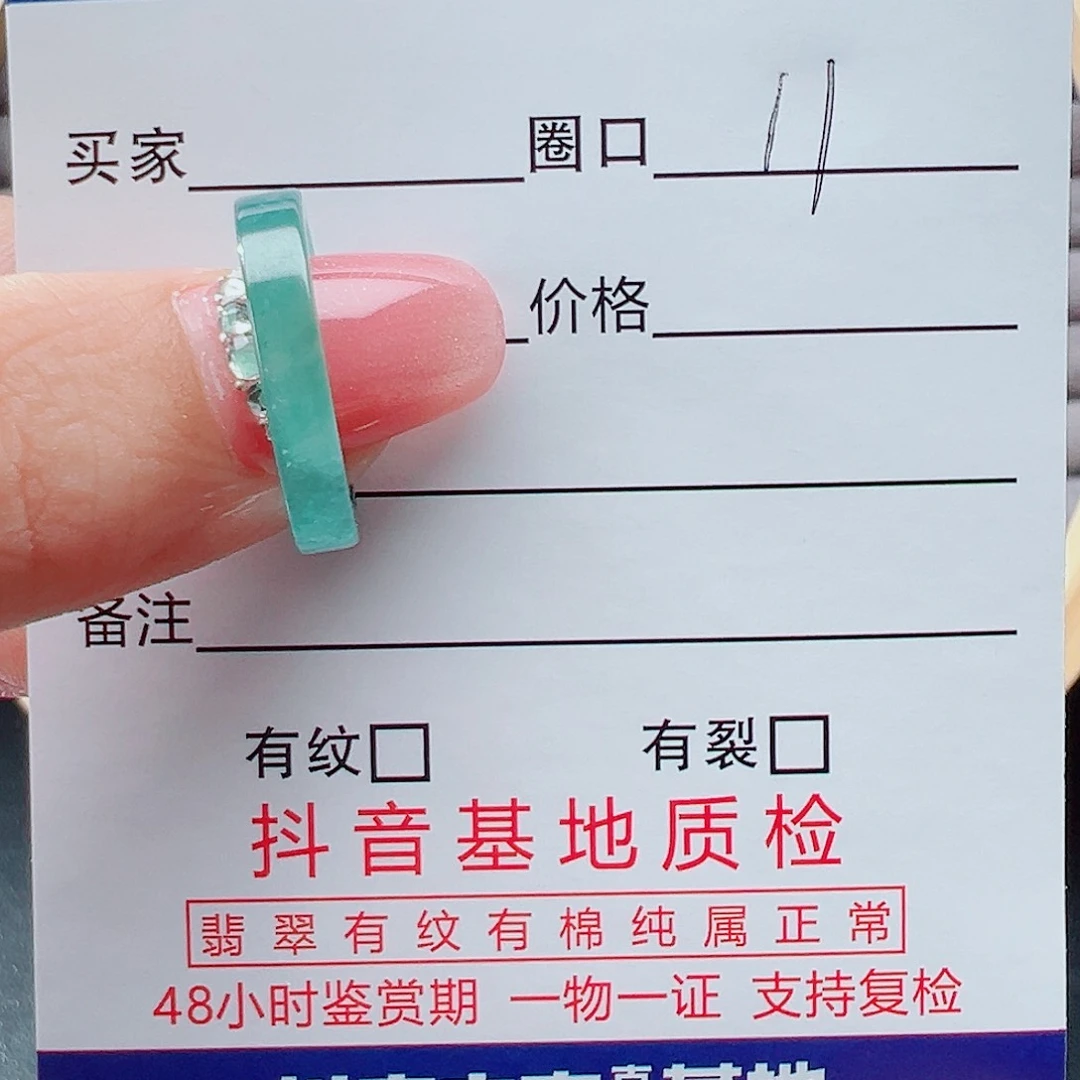 买家 圈口 11
价格
备注
有纹 有裂
抖音基地质检
翡翠有纹有棉纯属正常
48小时鉴赏期 一物一证 支持复检